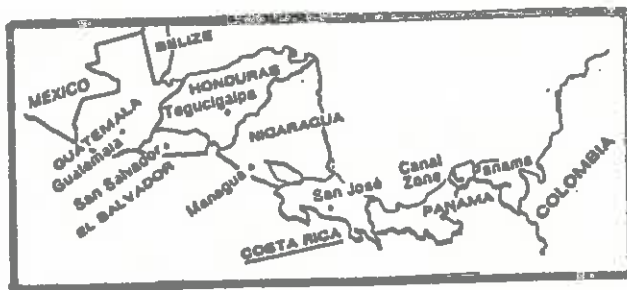 BELIZE
MÉXICO
HONDURAS
Tegucigalpa
GUATEMALA
Guatemala
NICARAGUA
San Salvador
EL SALVADOR
Managua
San José
Canal
Zone
Panama
PANAMA
COLOMBIA
COSTA RICA